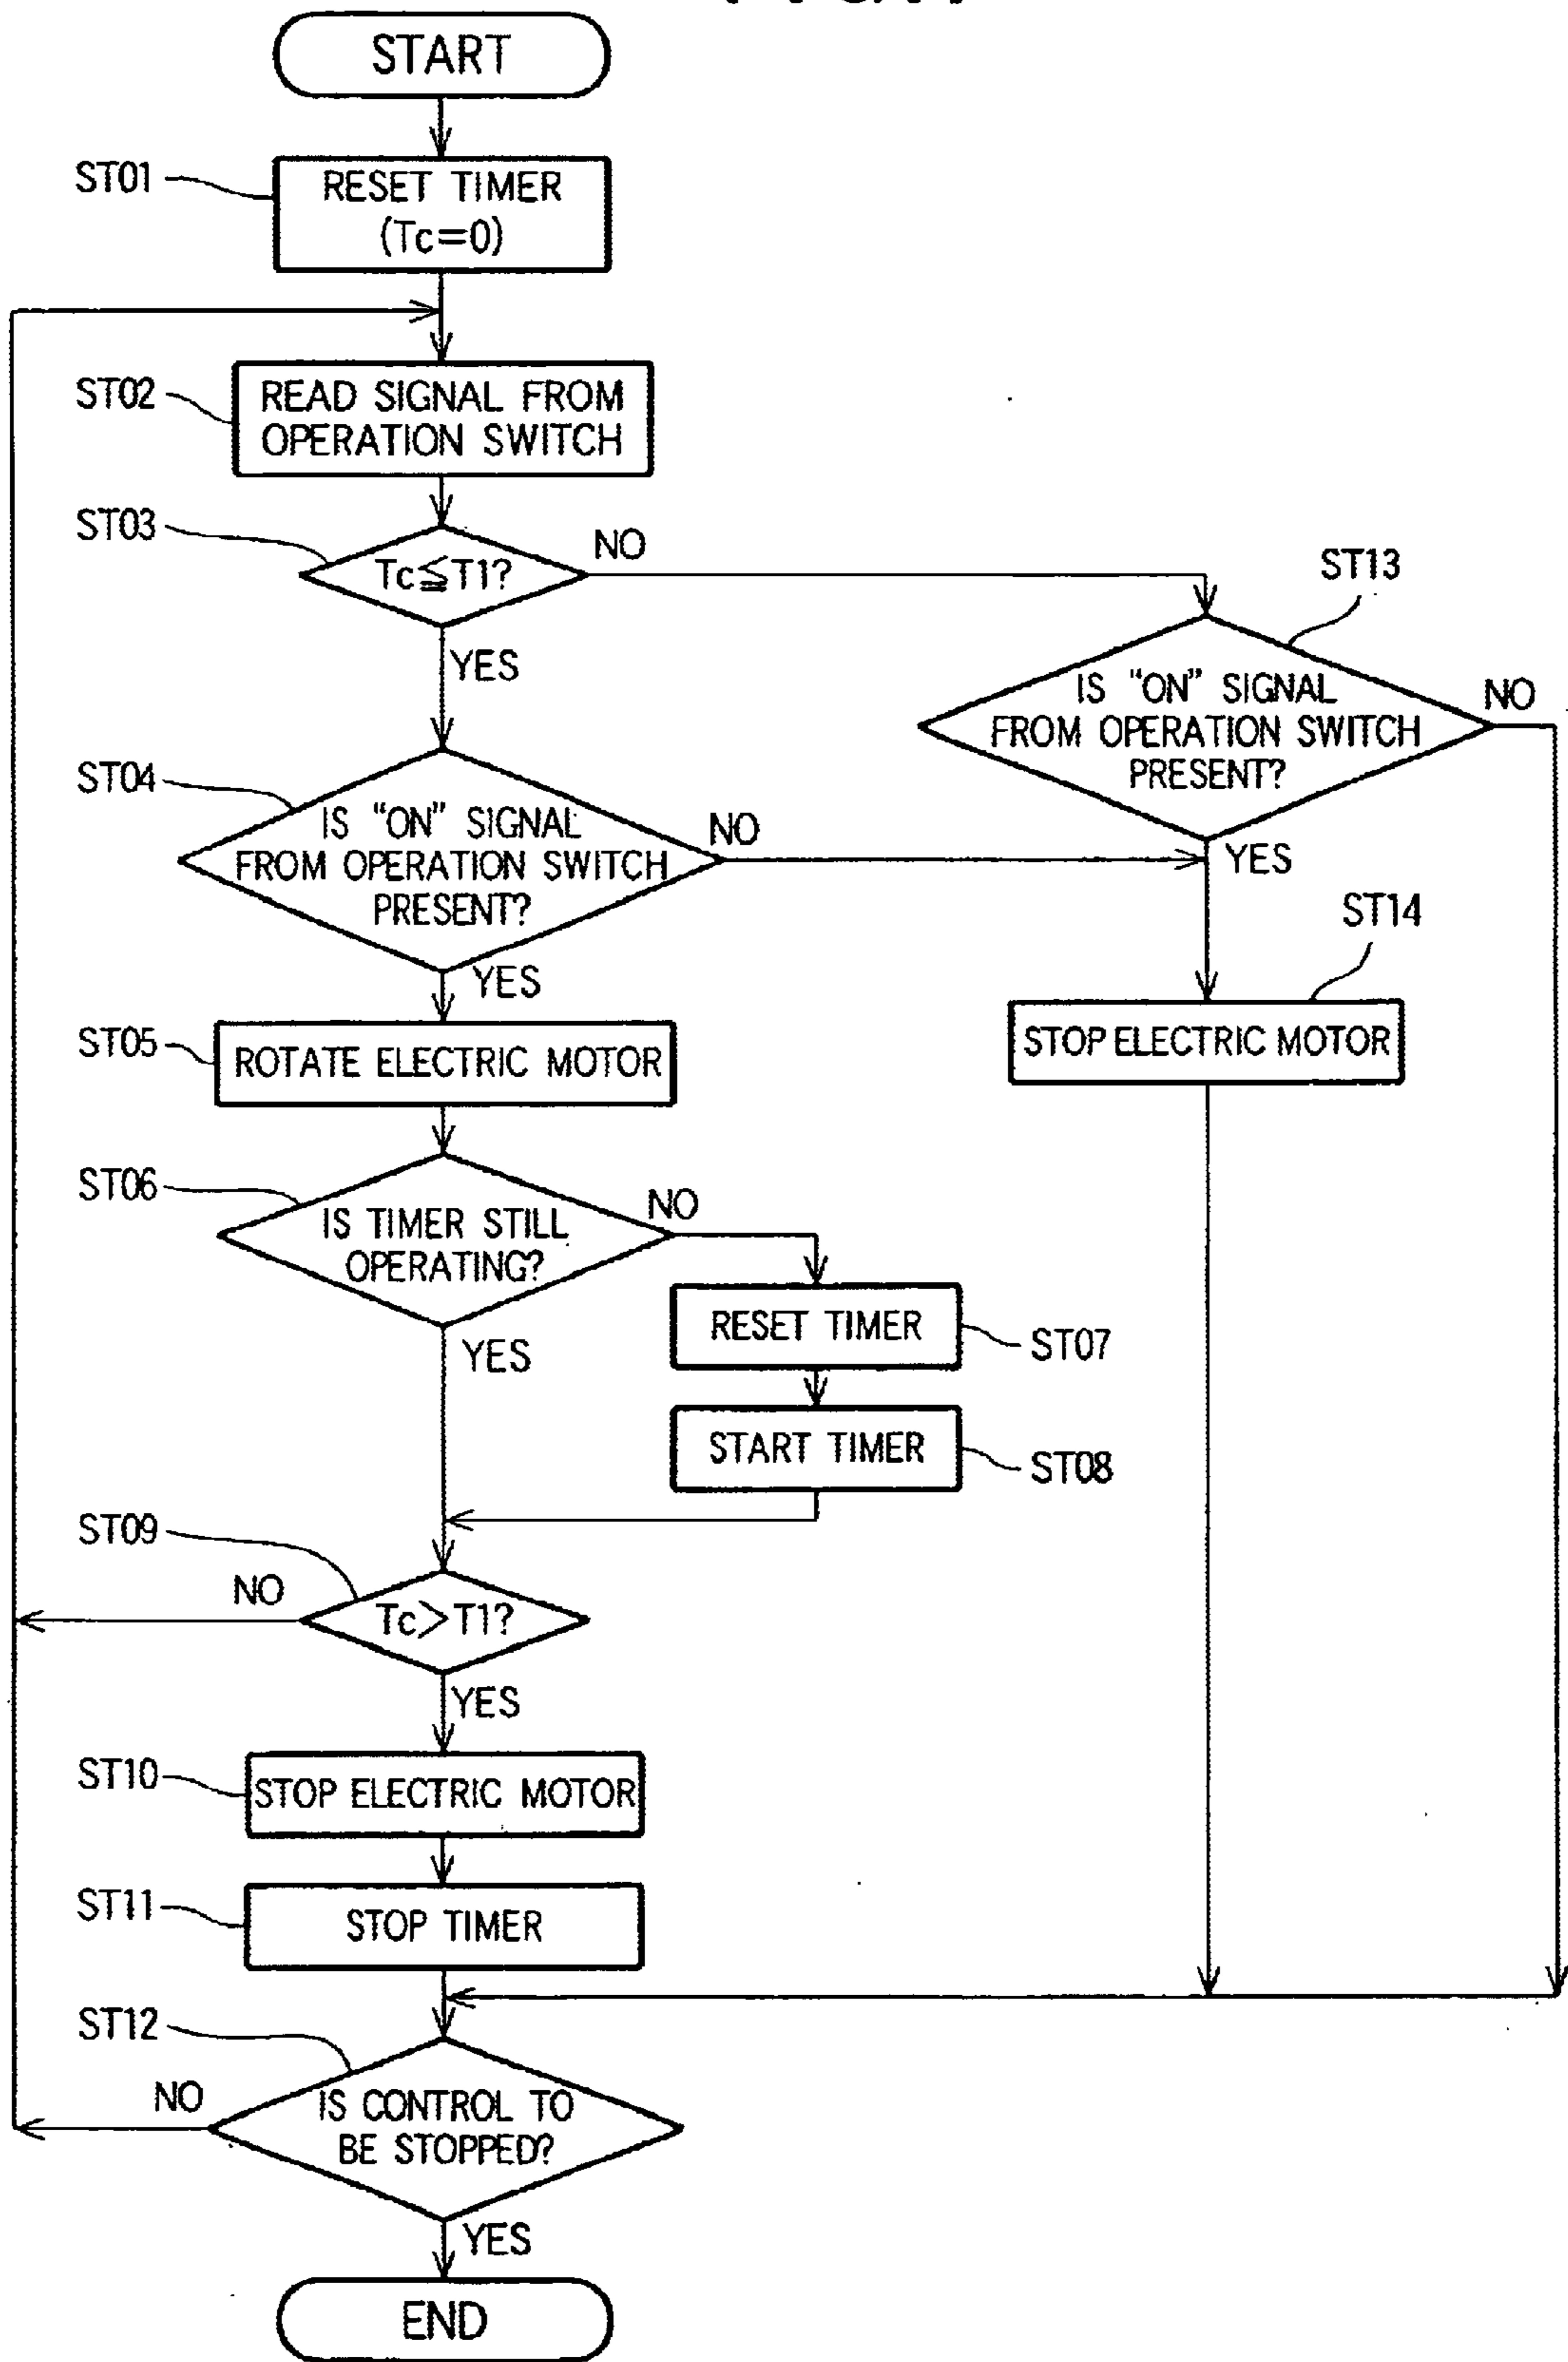 START
ST01
RESET TIMER
(Tc=0)
ST02
READ SIGNAL FROM
OPERATION SWITCH
ST03
Tc≦T1?
NO
YES
ST13
IS “ON” SIGNAL
FROM OPERATION SWITCH
PRESENT?
NO
YES
ST04
IS “ON” SIGNAL
FROM OPERATION SWITCH
PRESENT?
NO
YES
ST14
STOP ELECTRIC MOTOR
ST05
ROTATE ELECTRIC MOTOR
ST06
IS TIMER STILL
OPERATING?
NO
YES
RESET TIMER
ST07
START TIMER
ST08
ST09
Tc>T1?
NO
YES
ST10
STOP ELECTRIC MOTOR
ST11
STOP TIMER
ST12
IS CONTROL TO
BE STOPPED?
NO
YES
END